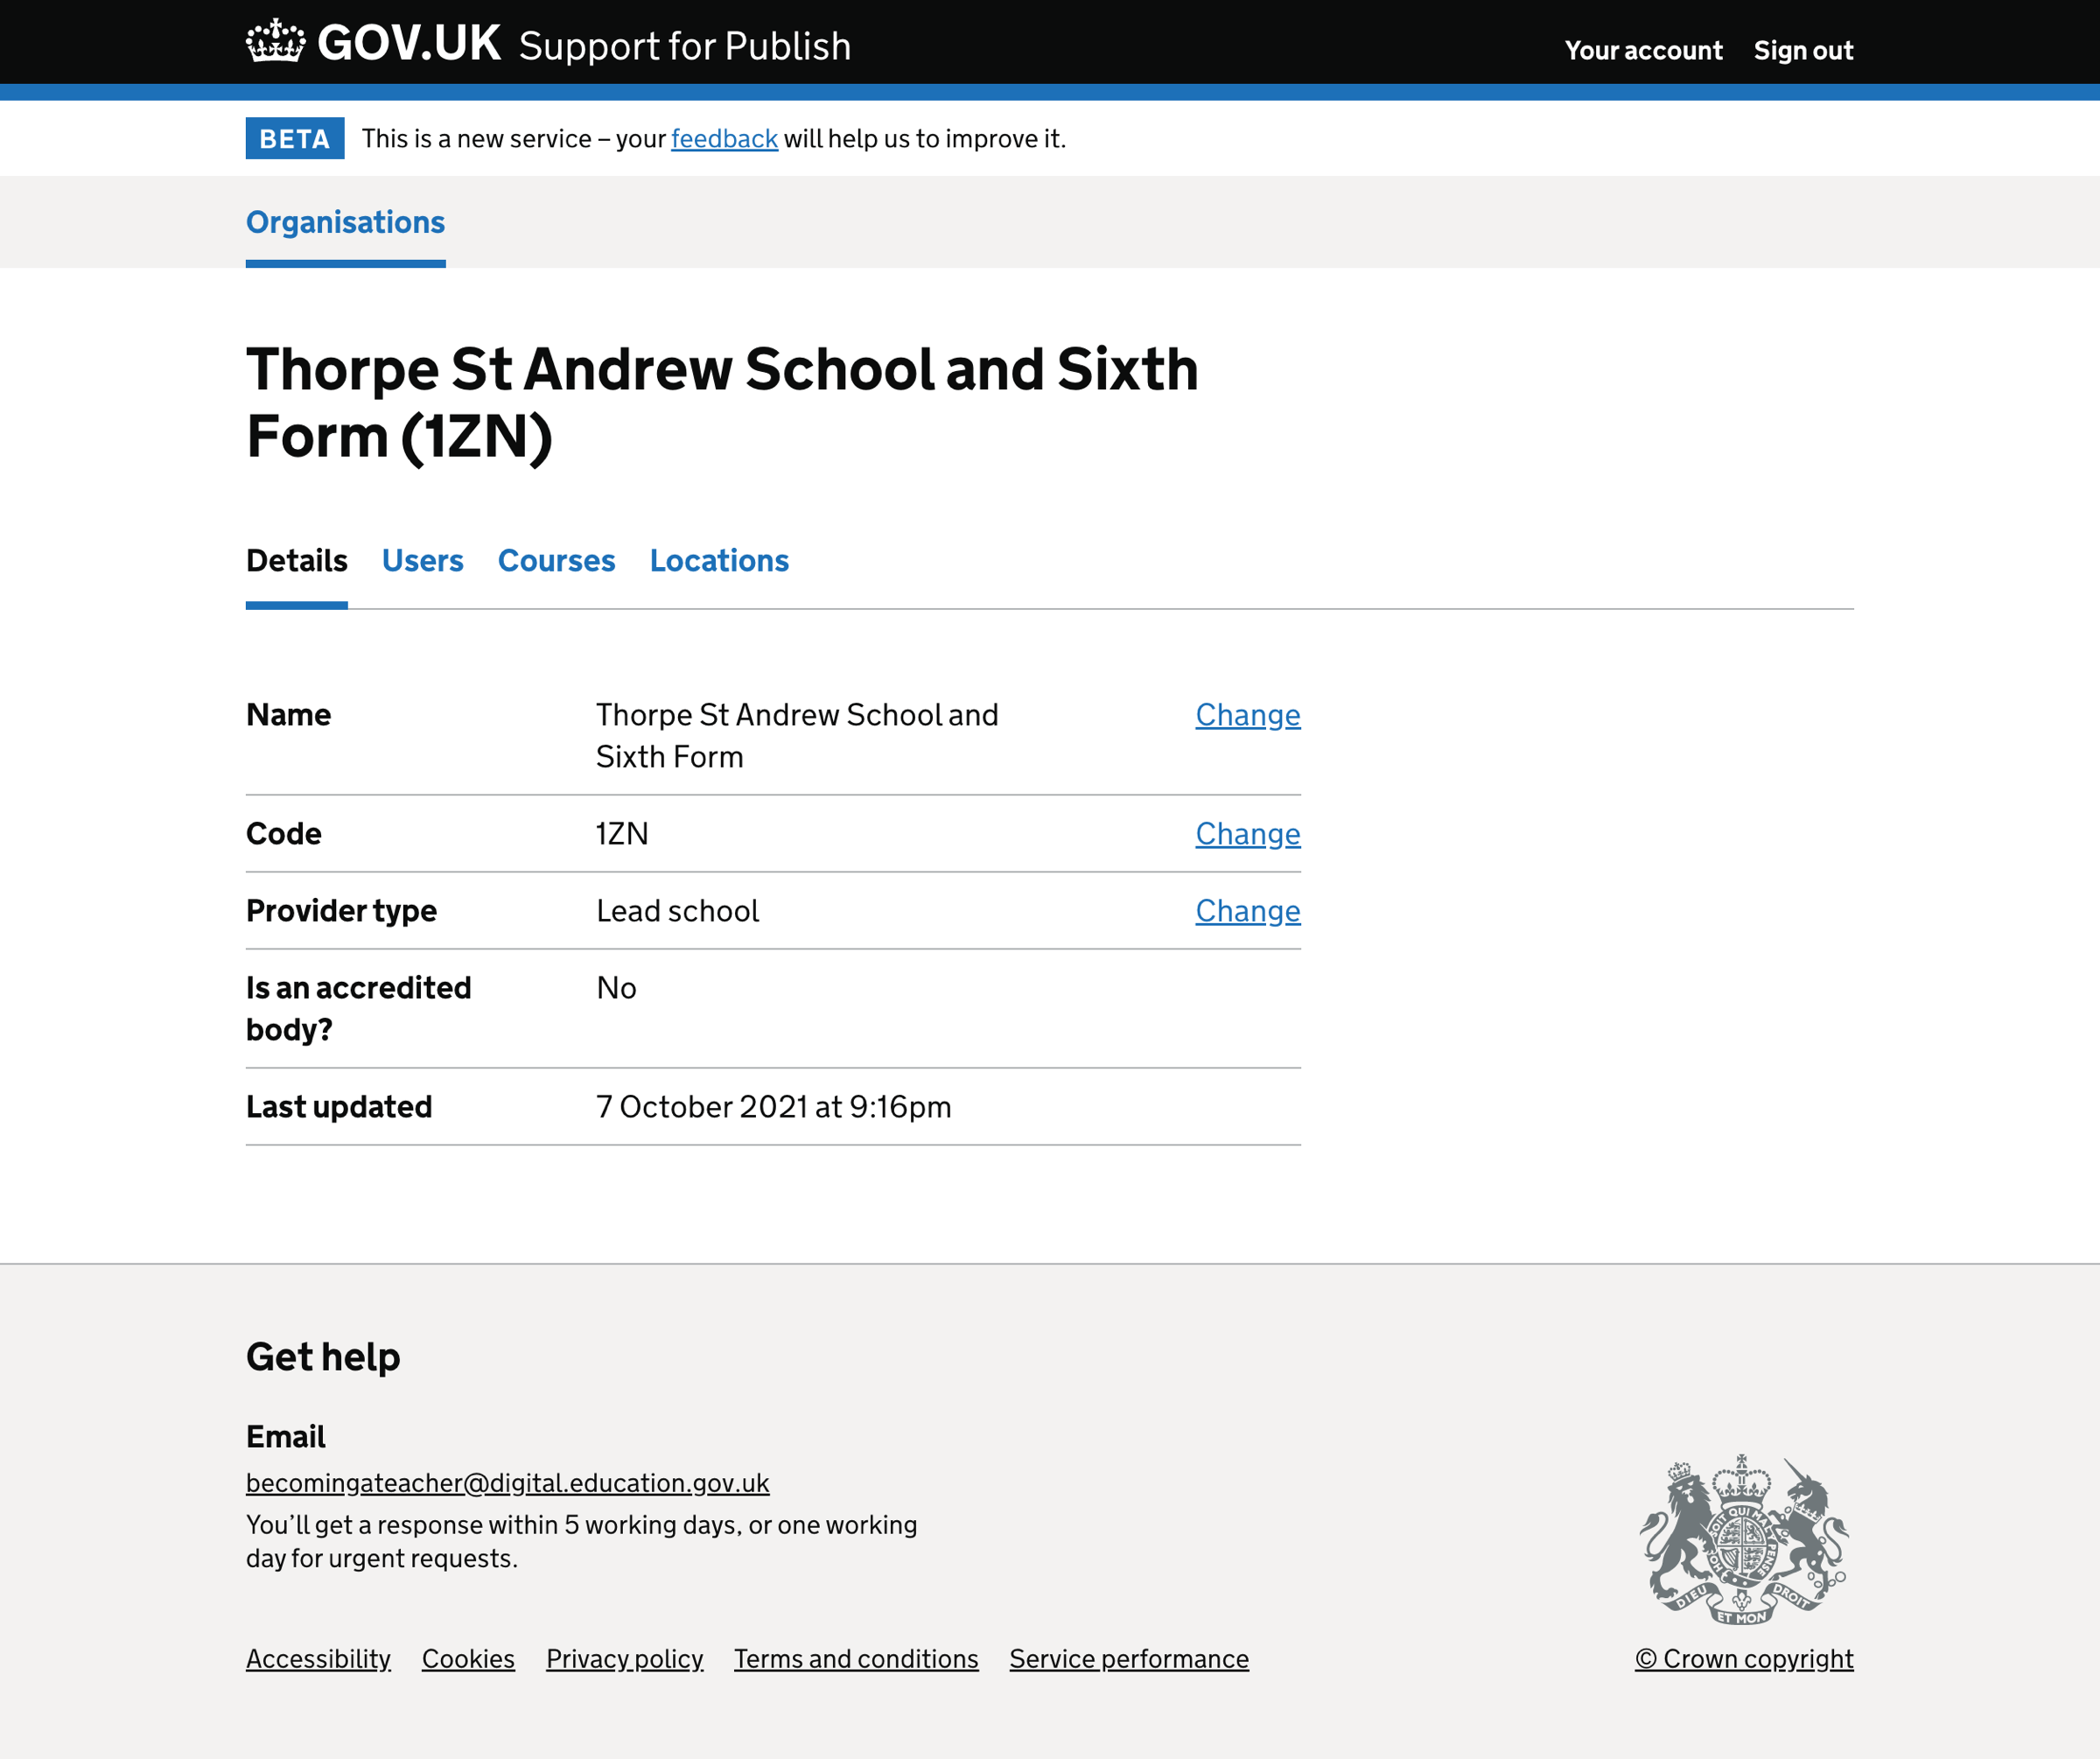 GOV.UK Support for Publish
Your account Sign out
BETA This is a new service – your feedback will help us to improve it.
Organisations
Thorpe St Andrew School and Sixth
Form (1ZN)
Details Users Courses Locations
Name Thorpe St Andrew School and Change
Sixth Form
Code 1ZN Change
Provider type Lead school Change
Is an accredited No
body?
Last updated 7 October 2021 at 9:16pm
Get help
Email
becomingateacher@digital.education.gov.uk
You’ll get a response within 5 working days, or one working
day for urgent requests.
SOIT QUI MAL
PENSE
HONI
DIEU ET MON DROIT
Accessibility Cookies Privacy policy Terms and conditions Service performance
© Crown copyright